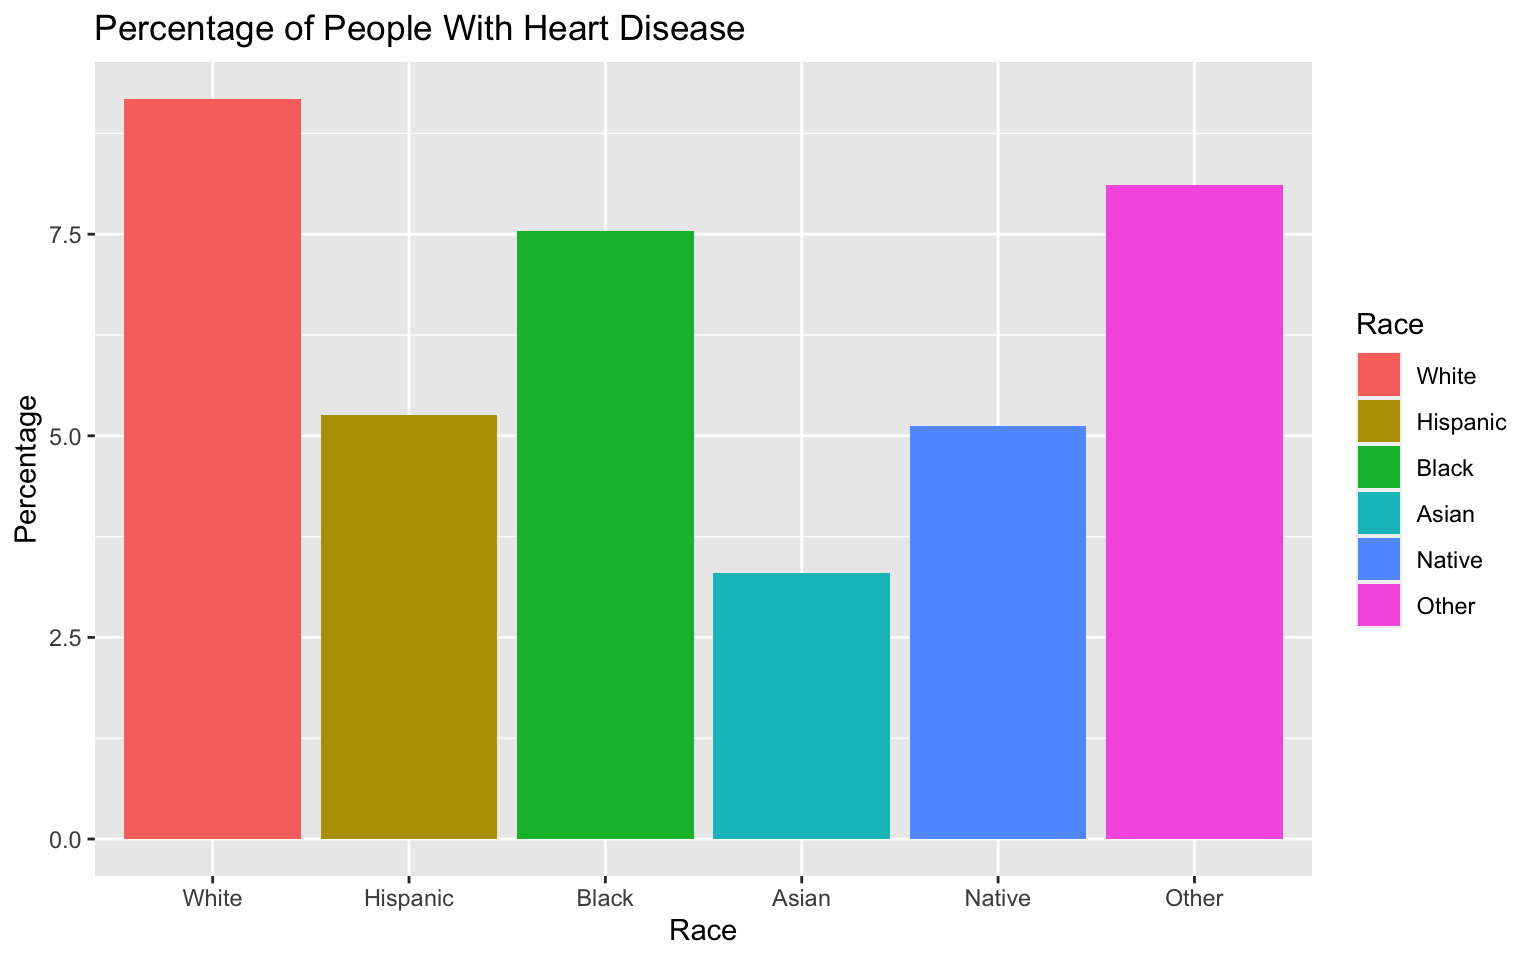 Percentage of People With Heart Disease
Percentage
7.5
5.0
2.5
0.0
White Hispanic Black Asian Native Other
Race
Race
White
Hispanic
Black
Asian
Native
Other